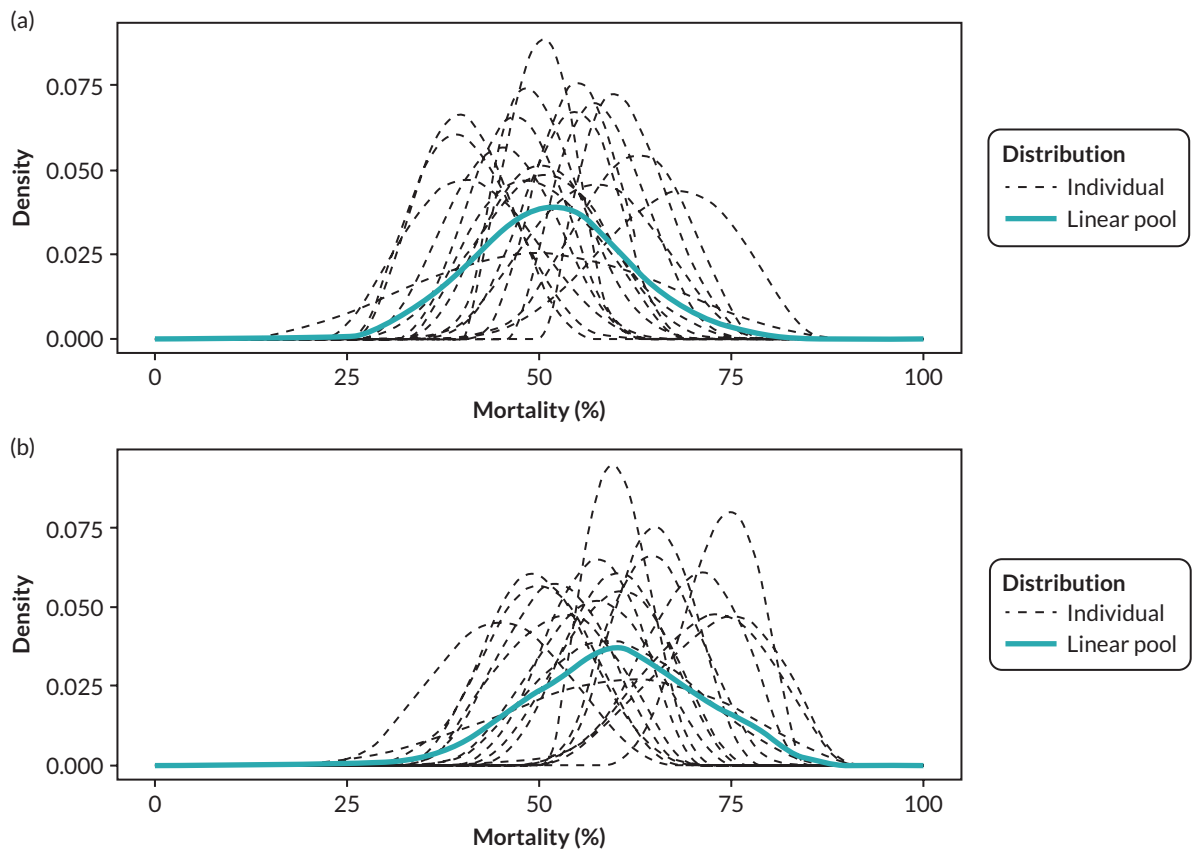 (a)
0.075
0.050
0.025
0.000
Density
0
25
50
75
100
Mortality (%)
Distribution
Individual
Linear pool
(b)
0.075
0.050
0.025
0.000
Density
0
25
50
75
100
Mortality (%)
Distribution
Individual
Linear pool